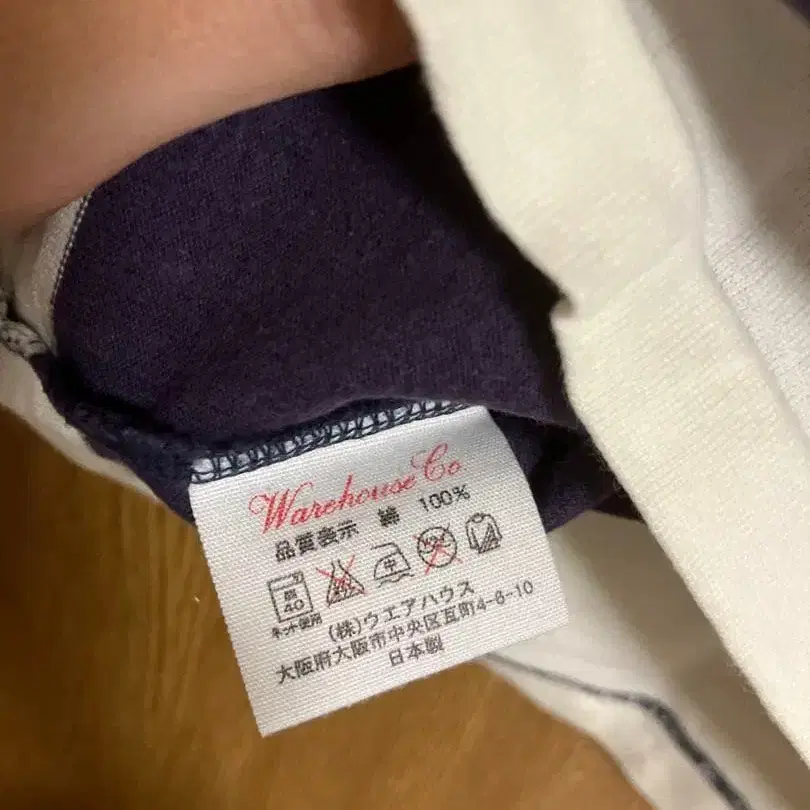 Warehouse Co
品質表示 綿 100%
弱
40
中
ネット使用
(株)ウエアハウス
大阪府大阪市中央区瓦町4-6-10
日本製